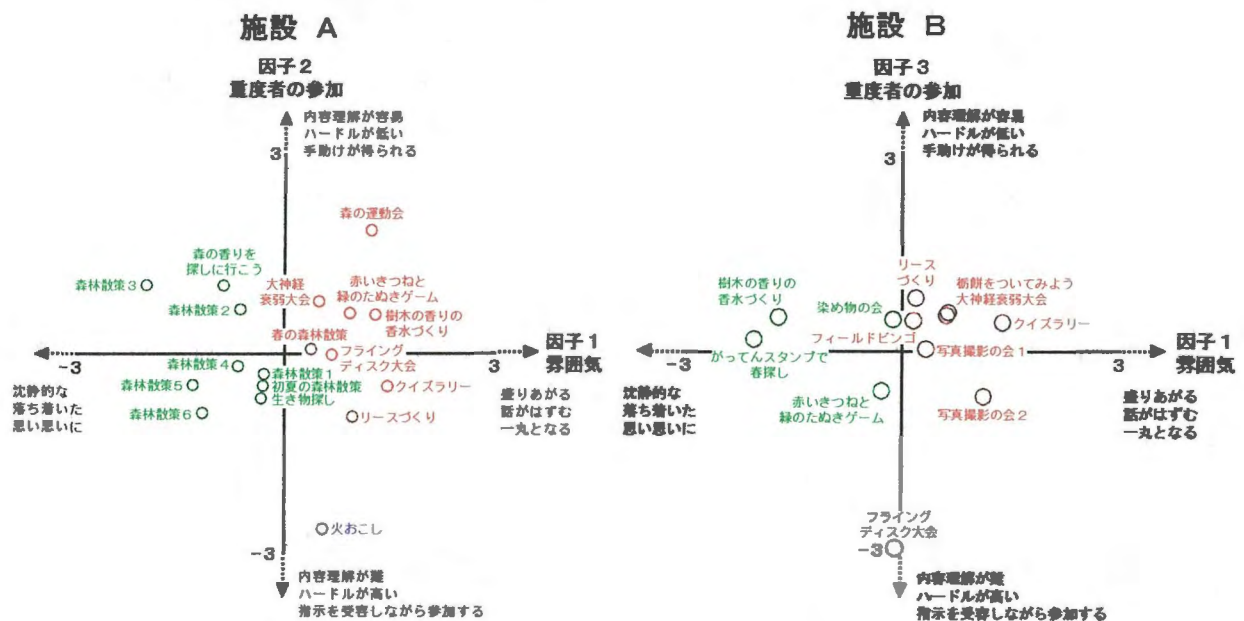 施設 A
因子2
重度者の参加
内容理解が容易
ハードルが低い
手助けが得られる
3
森の運動会
森の香りを
探しに行こう
森林散策3
大神経
衰弱大会
赤いきつねと
緑のたぬきゲーム
森林散策2
樹木の香りの
香水づくり
春の森林散策
フライング
ディスク大会
因子1
雰囲気
-3
3
森林散策4
森林散策1
森林散策5
初夏の森林散策
クイズラリー
生き物探し
森林散策6
リースづくり
沈静的な
落ち着いた
思い思いに
盛りあがる
話がはずむ
一丸となる
火おこし
-3
内容理解が難
ハードルが高い
指示を受容しながら参加する
施設 B
因子3
重度者の参加
内容理解が容易
ハードルが低い
手助けが得られる
3
リース
づくり
栃餅をついてみよう
大神経衰弱大会
樹木の香りの
香水づくり
染め物の会
クイズラリー
フィールドビンゴ
写真撮影の会1
がってんスタンプで
春探し
因子1
雰囲気
-3
3
赤いきつねと
緑のたぬきゲーム
写真撮影の会2
沈静的な
落ち着いた
思い思いに
盛りあがる
話がはずむ
一丸となる
フライング
ディスク大会
-3
内容理解が難
ハードルが高い
指示を受容しながら参加する